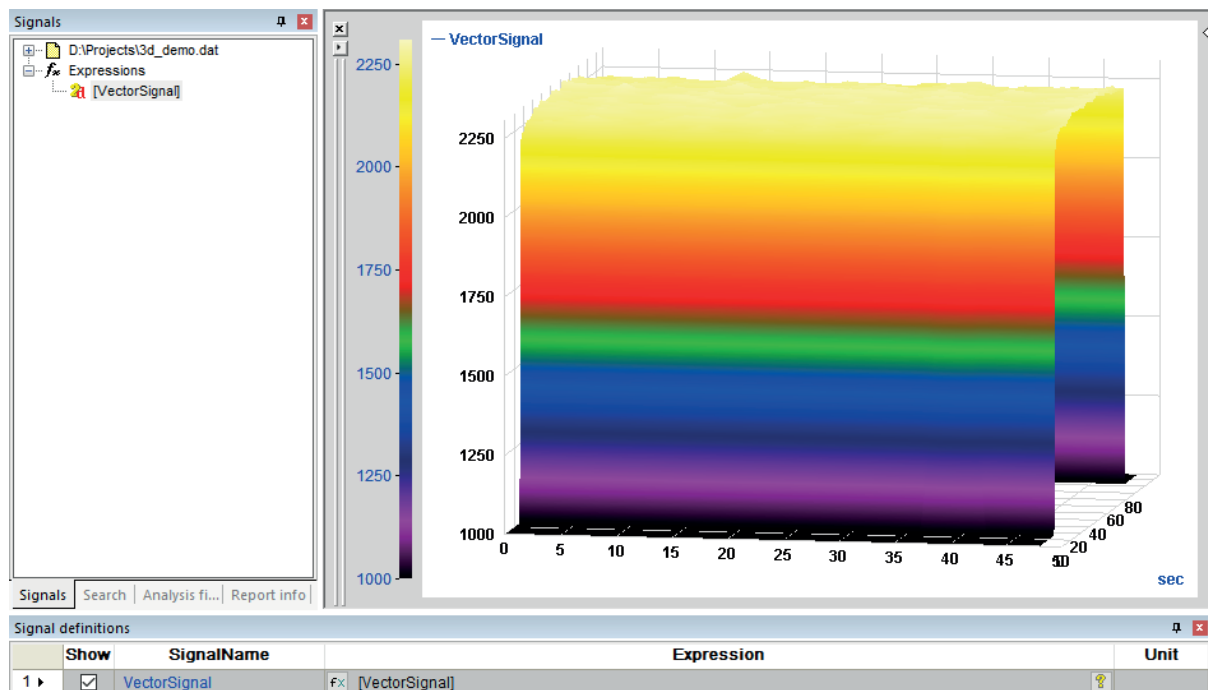 Signals
D:\Projects\3d_demo.dat
fx Expressions
[VectorSignal]
Signals Search Analysis fi... Report info
2250
2000
1750
1500
1250
1000
VectorSignal
2250
2000
1750
1500
1250
1000
0 5 10 15 20 25 30 35 40 45
20 40 60 80
sec
Signal definitions
Show SignalName Expression Unit
1 VectorSignal fx [VectorSignal] ?